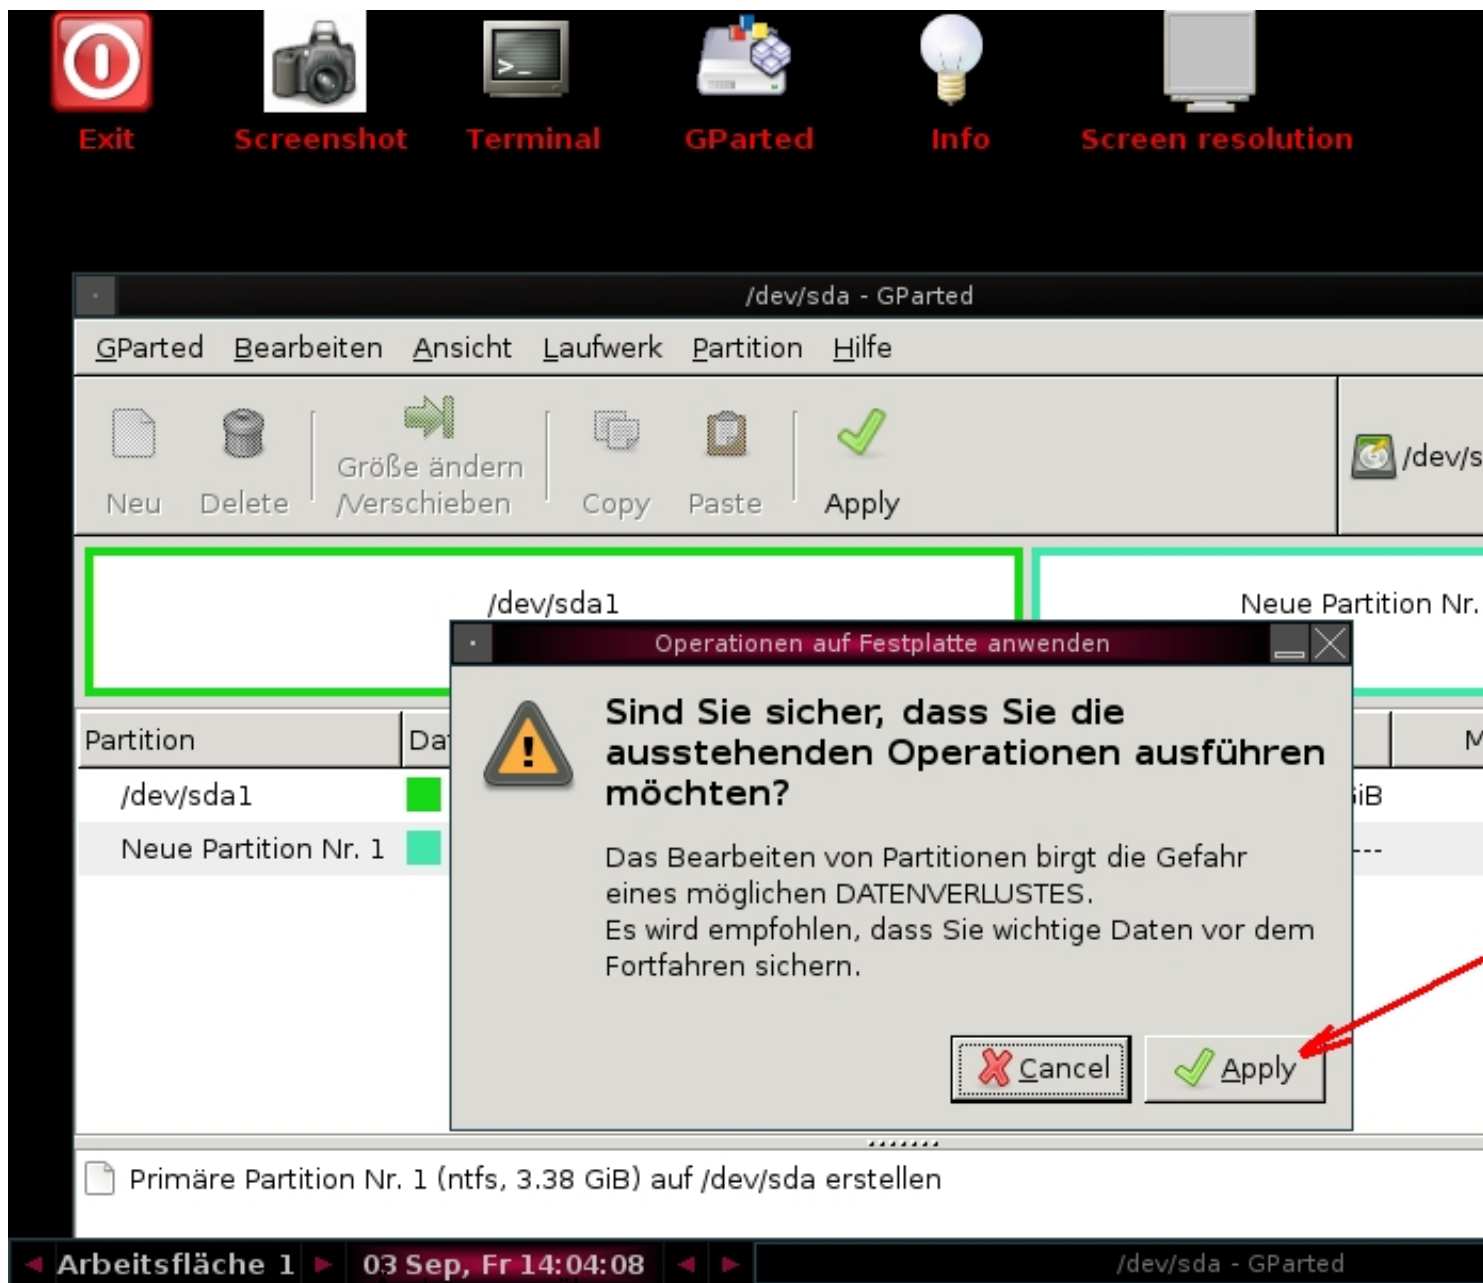 Exit Screenshot Terminal GParted Info Screen resolution
/dev/sda - GParted
GParted Bearbeiten Ansicht Laufwerk Partition Hilfe
Größe ändern
/Verschieben
Neu Delete Copy Paste Apply
/dev/s
/dev/sda1
Neue Partition Nr.
Operationen auf Festplatte anwenden
Sind Sie sicher, dass Sie die
ausstehenden Operationen ausführen
möchten?
Das Bearbeiten von Partitionen birgt die Gefahr
eines möglichen DATENVERLUSTES.
Es wird empfohlen, dass Sie wichtige Daten vor dem
Fortfahren sichern.
Cancel Apply
Partition Da M
/dev/sda1 iB
Neue Partition Nr. 1 ---
Primäre Partition Nr. 1 (ntfs, 3.38 GiB) auf /dev/sda erstellen
Arbeitsfläche 1 03 Sep, Fr 14:04:08 /dev/sda - GParted